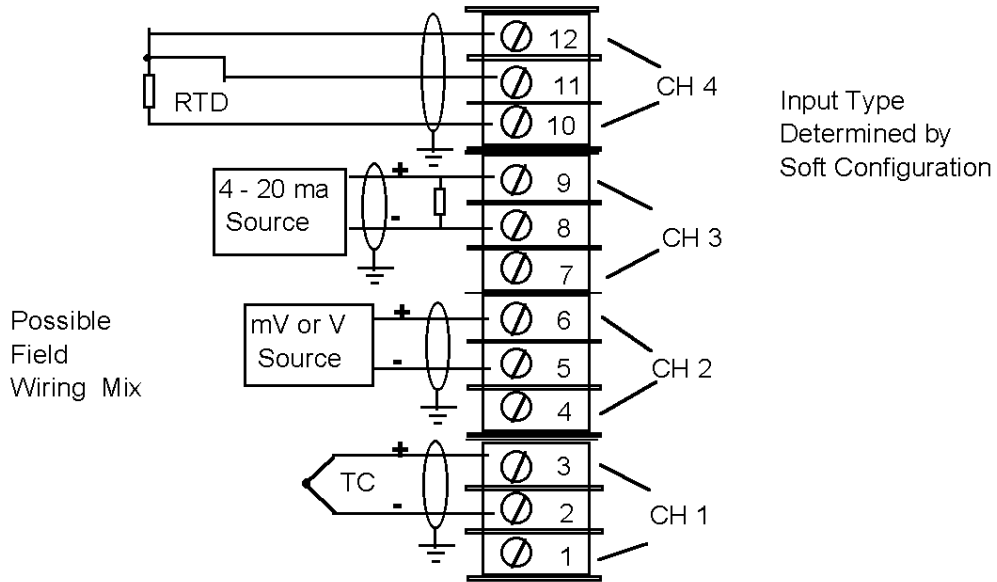 12
11
CH 4
RTD
10
Input Type
Determined by
Soft Configuration
+
9
4 - 20 ma
Source
-
8
CH 3
7
Possible
Field
Wiring Mix
+
6
mV or V
Source
-
5
CH 2
4
+
3
TC
-
2
CH 1
1